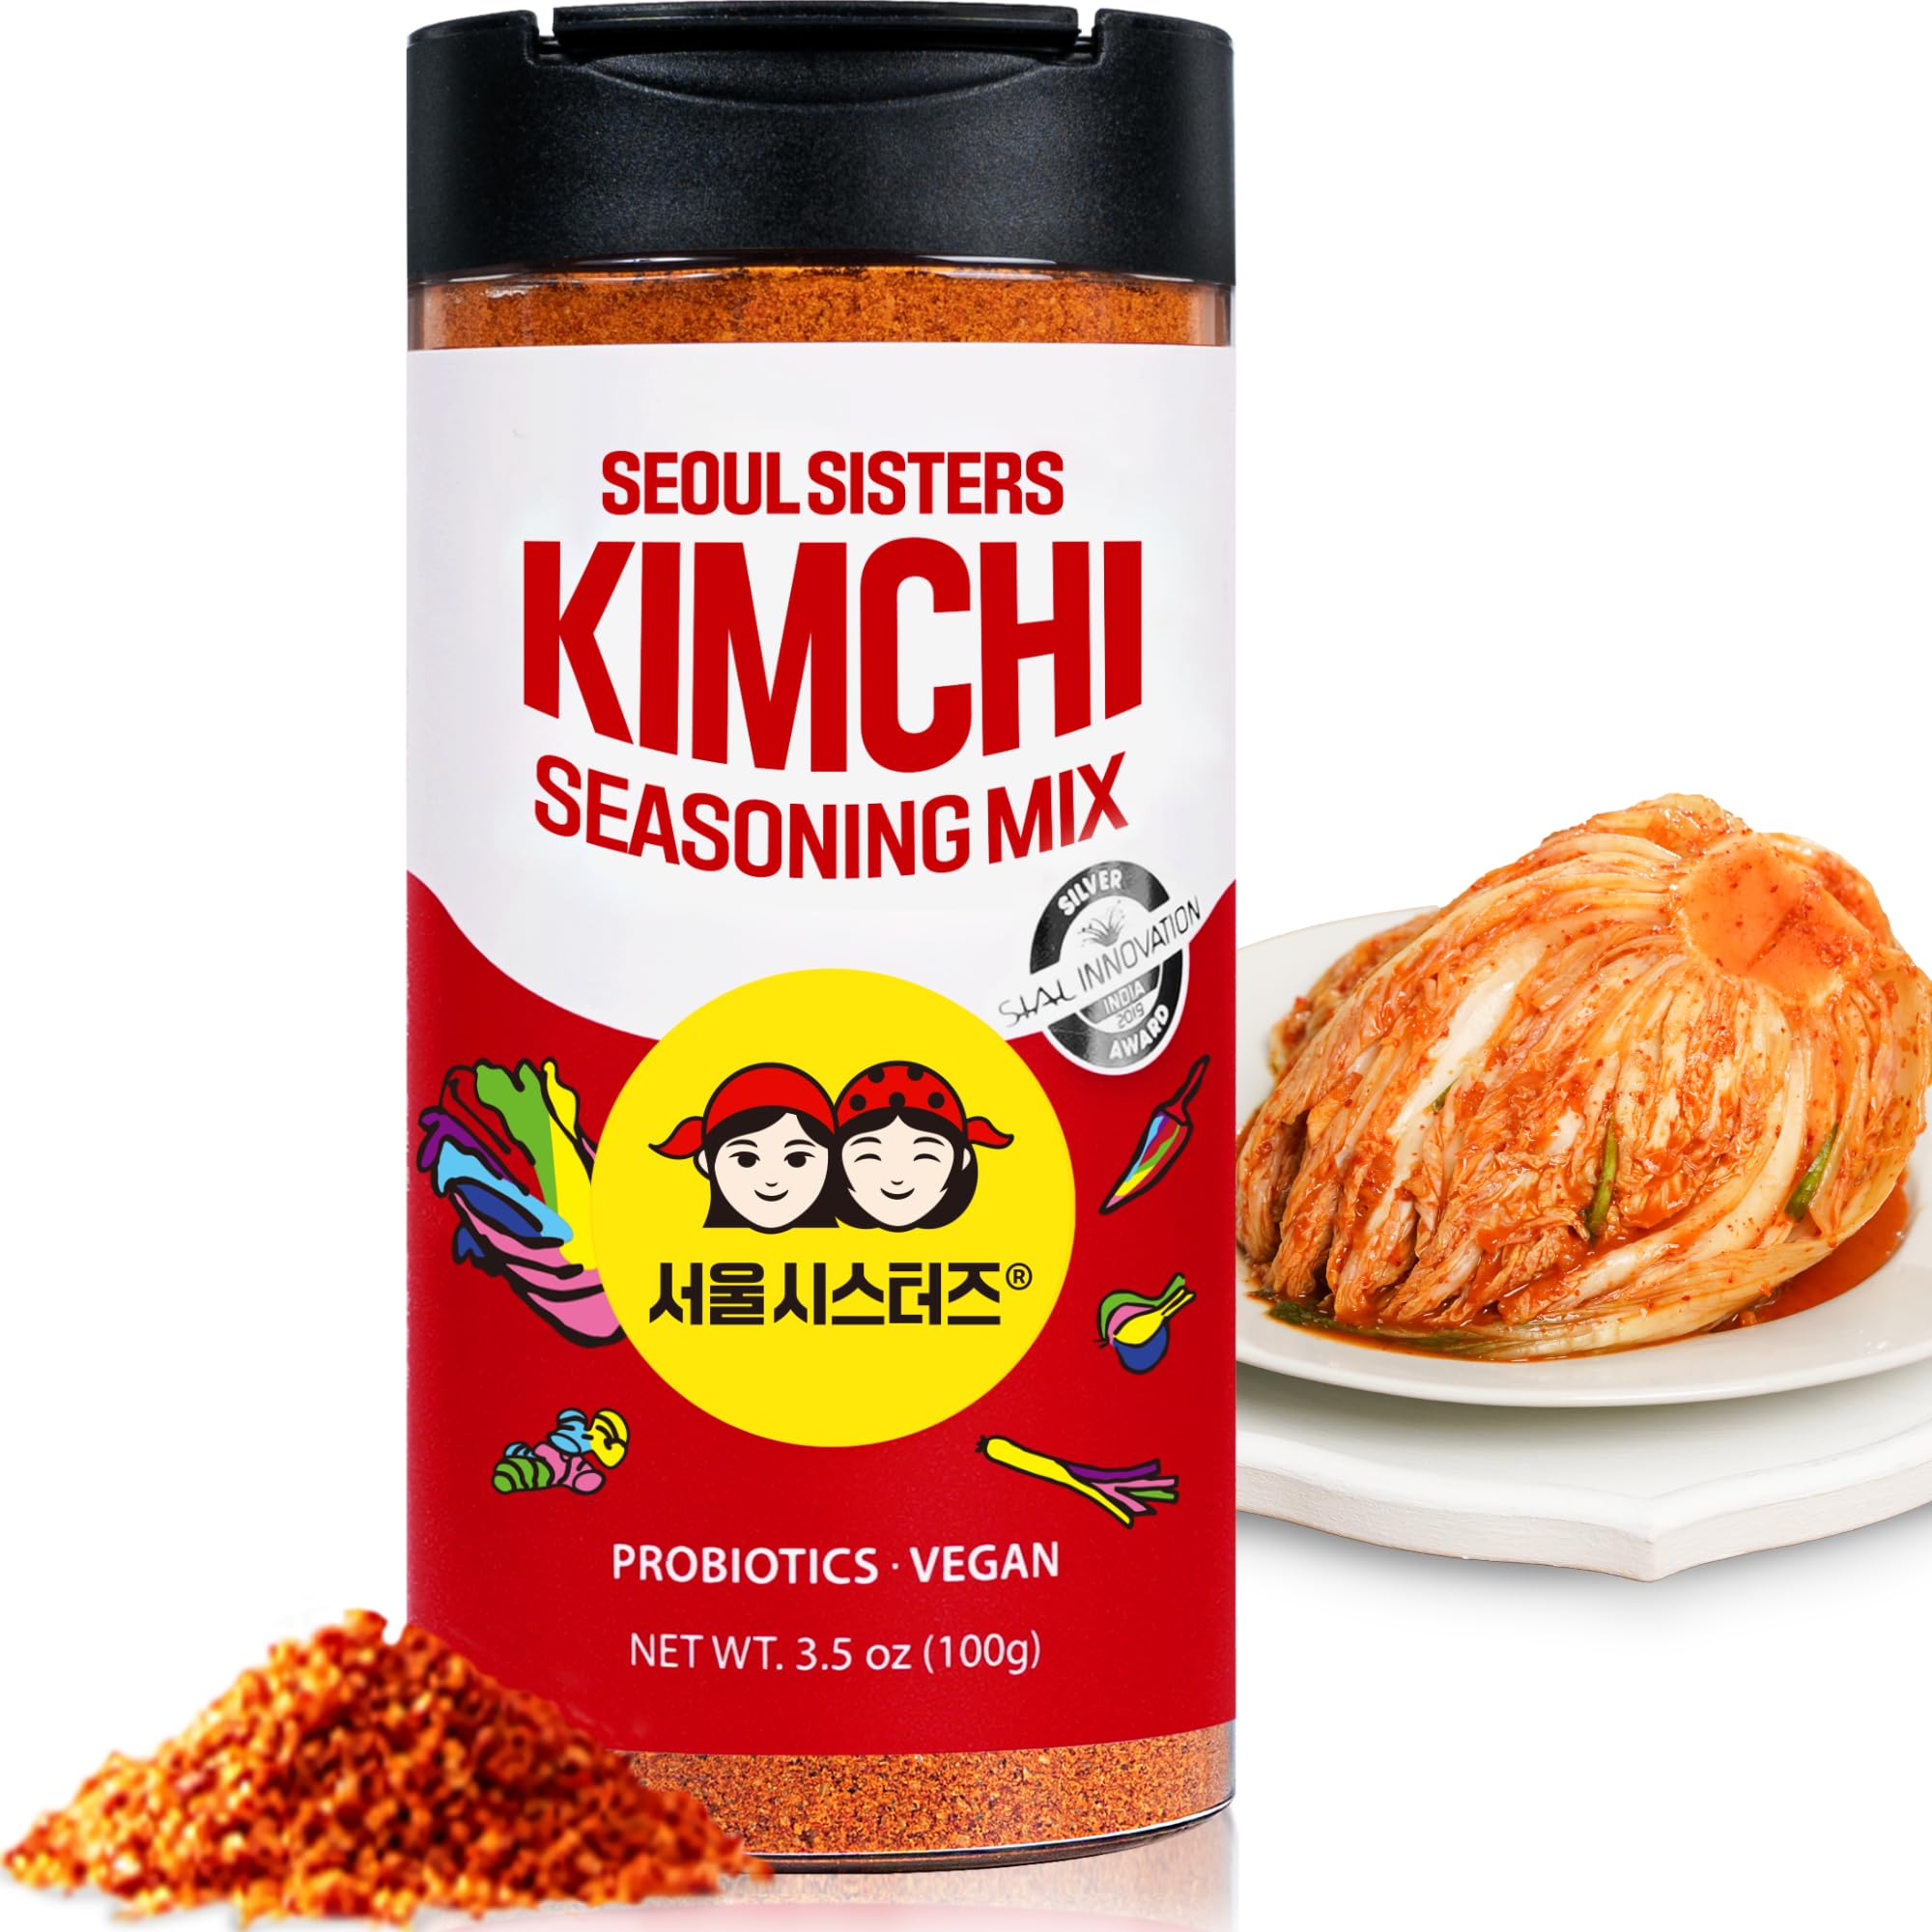 SEOUL SISTERS
KIMCHI
SEASONING MIX
SILVER
SIAL INNOVATION
INDIA
2019
AWARD
서울시스터즈®
PROBIOTICS · VEGAN
NET WT. 3.5 oz (100g)